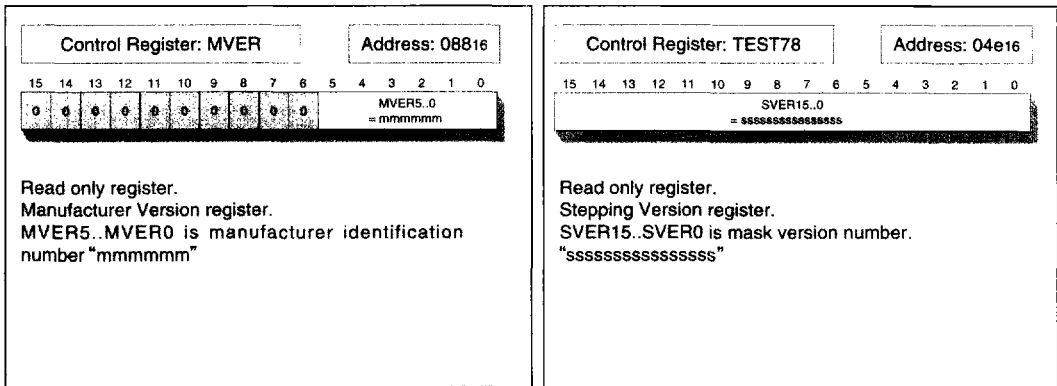 Control Register: MVER
Address: 08816
15 14 13 12 11 10 9 8 7 6 5 4 3 2 1 0
0 0 0 0 0 0 0 0 0 0
MVER5..0
= mmmmmm
Read only register.
Manufacturer Version register.
MVER5..MVER0 is manufacturer identification
number "mmmmmm"
Control Register: TEST78
Address: 04e16
15 14 13 12 11 10 9 8 7 6 5 4 3 2 1 0
SVER15..0
= ssssssssssssssss
Read only register.
Stepping Version register.
SVER15..SVER0 is mask version number.
"ssssssssssssssss"